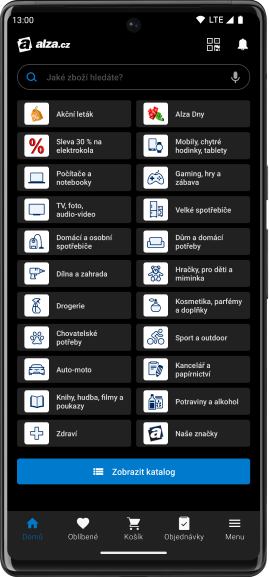 13:00 LTE
alza.cz
Jaké zboží hledáte?
Akční leták
Alza Dny
Sleva 30 % na
elektrokola
Mobily, chytré
hodinky, tablety
Počítače a
notebooky
Gaming, hry a
zábava
TV, foto,
audio-video
Velké spotřebiče
Domácí a osobní
spotřebiče
Dům a domácí
potřeby
Dílna a zahrada
Hračky, pro děti a
miminka
Drogerie
Kosmetika, parfémy
a doplňky
Chovatelské
potřeby
Sport a outdoor
Auto-moto
Kancelář a
papírnictví
Knihy, hudba, filmy a
poukazy
Potraviny a alkohol
Zdraví
Naše značky
Zobrazit katalog
Domů Oblíbené Košík Objednávky Menu